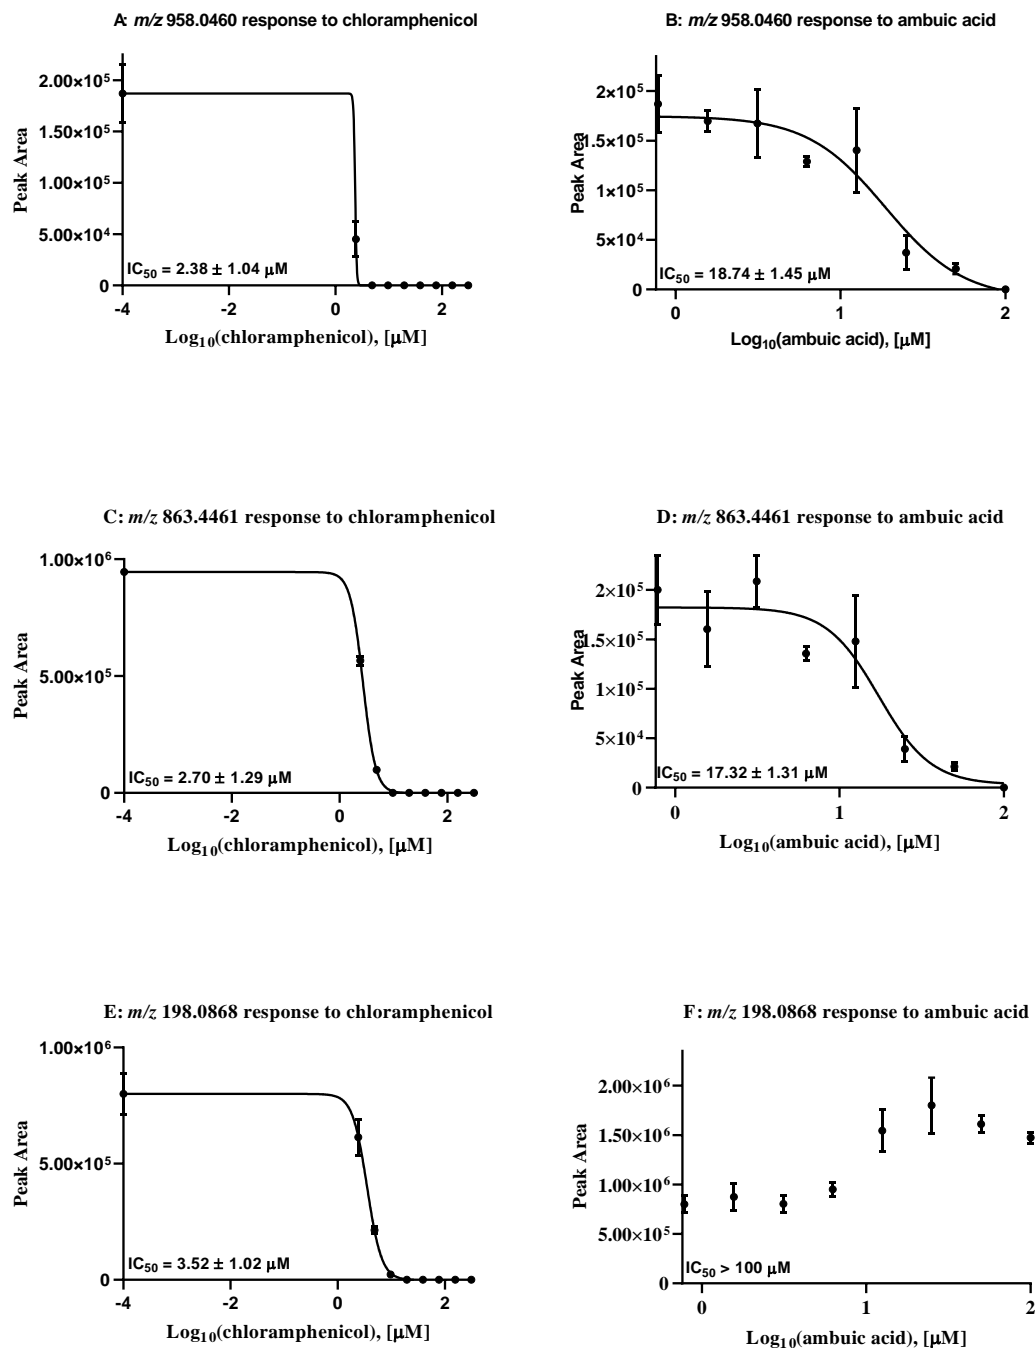 A: m/z 958.0460 response to chloramphenicol
2.00×10⁵
1.50×10⁵
1.00×10⁵
5.00×10⁴
0
Peak Area
IC₅₀ = 2.38 ± 1.04 μM
-4 -2 0 2
Log₁₀(chloramphenicol), [μM]
B: m/z 958.0460 response to ambuic acid
2×10⁵
1.5×10⁵
1×10⁵
5×10⁴
0
Peak Area
IC₅₀ = 18.74 ± 1.45 μM
0 1 2
Log₁₀(ambuic acid), [μM]
C: m/z 863.4461 response to chloramphenicol
1.00×10⁶
5.00×10⁵
0
Peak Area
IC₅₀ = 2.70 ± 1.29 μM
-4 -2 0 2
Log₁₀(chloramphenicol), [μM]
D: m/z 863.4461 response to ambuic acid
2×10⁵
1.5×10⁵
1×10⁵
5×10⁴
0
Peak Area
IC₅₀ = 17.32 ± 1.31 μM
0 1 2
Log₁₀(ambuic acid), [μM]
E: m/z 198.0868 response to chloramphenicol
1.00×10⁶
5.00×10⁵
0
Peak Area
IC₅₀ = 3.52 ± 1.02 μM
-4 -2 0 2
Log₁₀(chloramphenicol), [μM]
F: m/z 198.0868 response to ambuic acid
2.00×10⁶
1.50×10⁶
1.00×10⁶
5.00×10⁵
0
Peak Area
IC₅₀ > 100 μM
0 1 2
Log₁₀(ambuic acid), [μM]